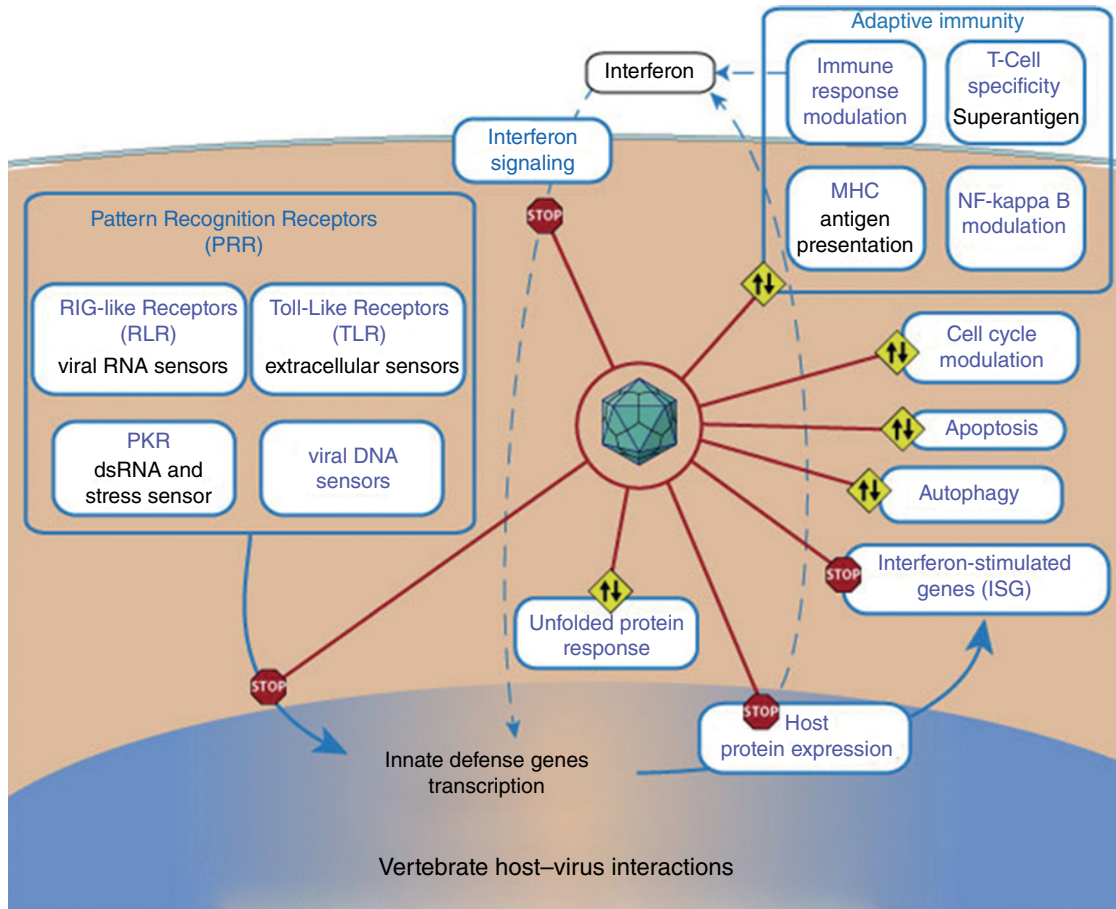 Adaptive immunity
Interferon
Immune
response
modulation
T-Cell
specificity
Superantigen
Interferon
signaling
MHC
antigen
presentation
NF-kappa B
modulation
STOP
Pattern Recognition Receptors
(PRR)
RIG-like Receptors
(RLR)
viral RNA sensors
Toll-Like Receptors
(TLR)
extracellular sensors
PKR
dsRNA and
stress sensor
viral DNA
sensors
Cell cycle
modulation
Apoptosis
Autophagy
STOP
Interferon-stimulated
genes (ISG)
Unfolded protein
response
STOP
STOP
Host
protein expression
Innate defense genes
transcription
Vertebrate host–virus interactions